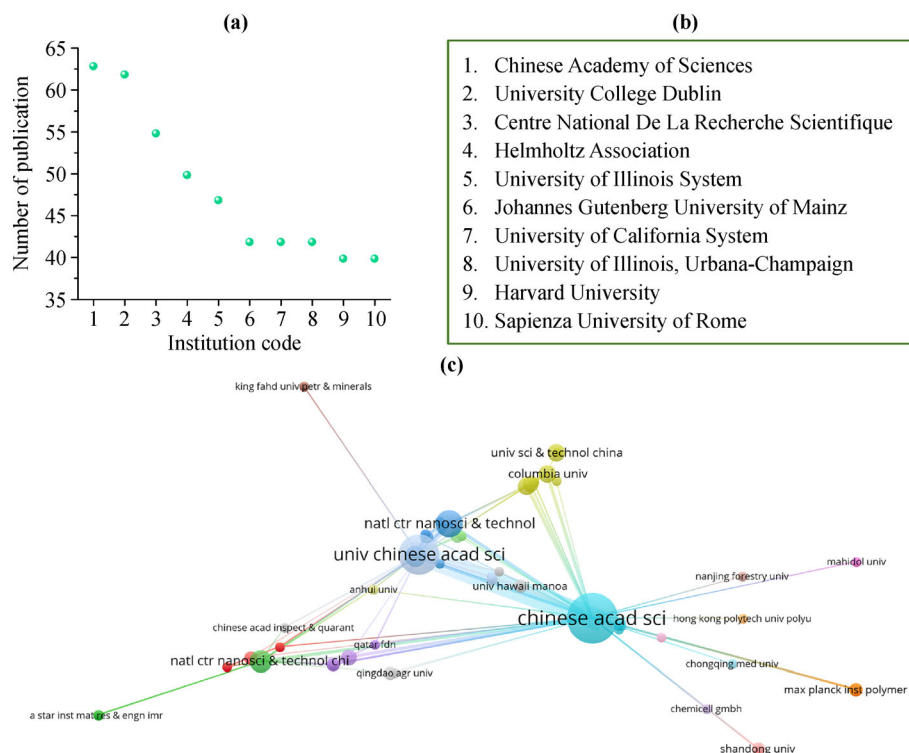 (a)
65
60
55
50
45
40
35
Number of publication
1 2 3 4 5 6 7 8 9 10
Institution code
(b)
1. Chinese Academy of Sciences
2. University College Dublin
3. Centre National De La Recherche Scientifique
4. Helmholtz Association
5. University of Illinois System
6. Johannes Gutenberg University of Mainz
7. University of California System
8. University of Illinois, Urbana-Champaign
9. Harvard University
10. Sapienza University of Rome
(c)
king fahd univ petr & minerals
univ sci & technol china
columbia univ
natl ctr nanosci & technol
univ chinese acad sci
mahidol univ
nanjing forestry univ
univ hawaii manoa
anhui univ
chinese acad sci
hong kong polytech univ polyu
chinese acad inspect & quarant
qatar fdn
natl ctr nanosci & technol chi
chongqing med univ
qingdao agr univ
max planck inst polymer
chemicell gmbh
a star inst mat res & engn imr
shandong univ